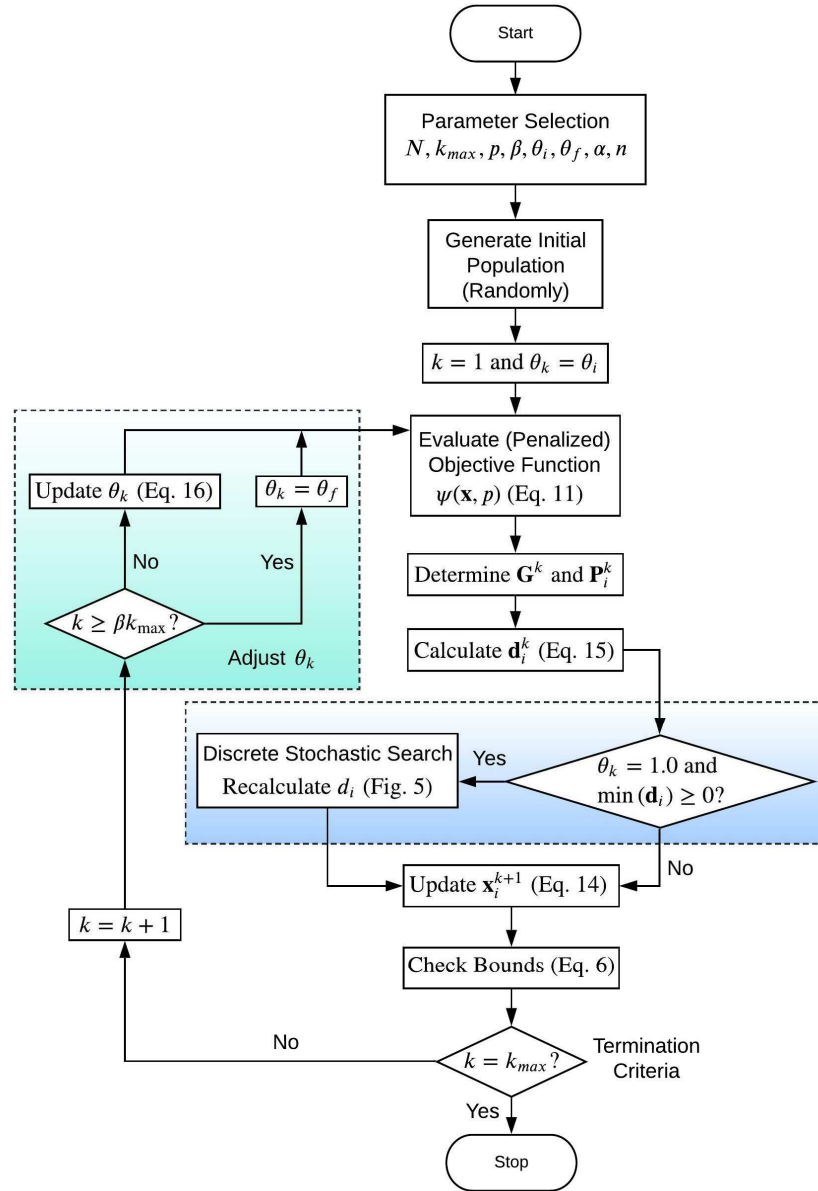 Start
Parameter Selection
N, k_max, p, β, θ_i, θ_f, α, n
Generate Initial
Population
(Randomly)
k = 1 and θ_k = θ_i
Evaluate (Penalized)
Objective Function
ψ(x, p) (Eq. 11)
Update θ_k (Eq. 16)
θ_k = θ_f
No
Yes
k ≥ βk_max?
Adjust θ_k
Determine G^k and P_i^k
Calculate d_i^k (Eq. 15)
Discrete Stochastic Search
Recalculate d_i (Fig. 5)
Yes
θ_k = 1.0 and
min (d_i) ≥ 0?
No
Update x_i^{k+1} (Eq. 14)
k = k + 1
Check Bounds (Eq. 6)
No
k = k_max?
Termination
Criteria
Yes
Stop